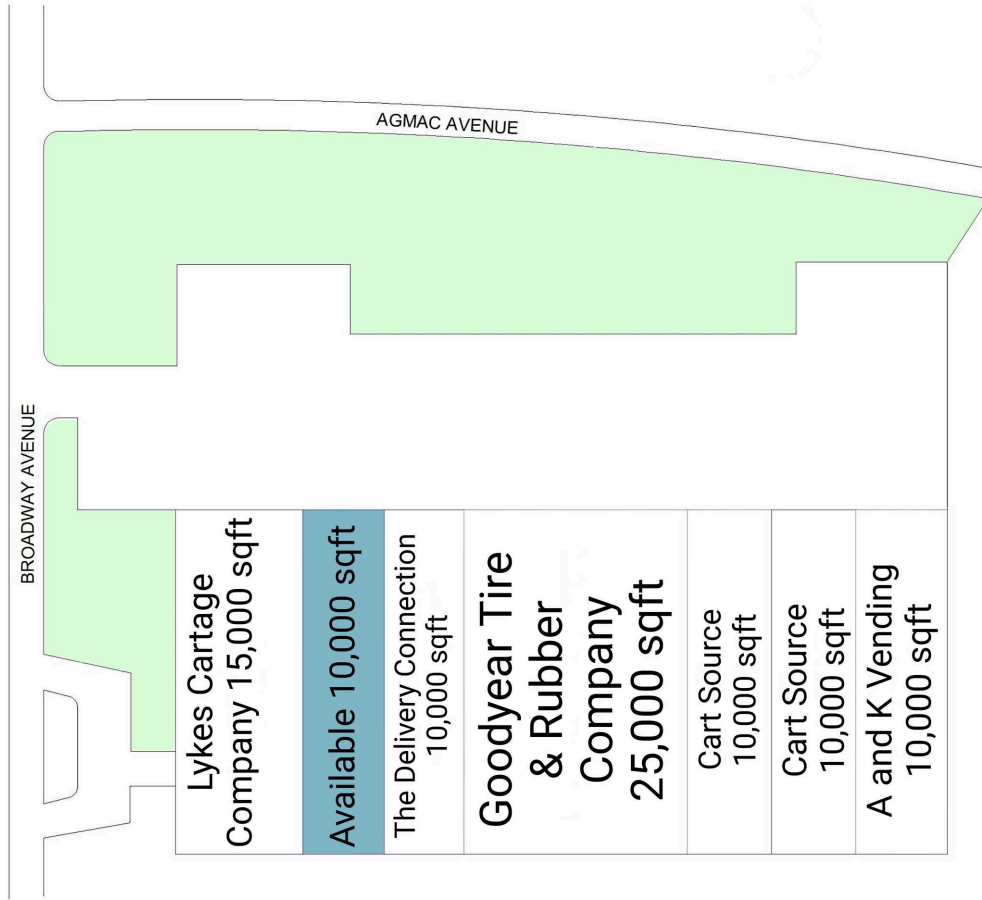 AGMAC AVENUE
BROADWAY AVENUE
Lykes Cartage
Company 15,000 sqft
Available 10,000 sqft
The Delivery Connection
10,000 sqft
Goodyear Tire
& Rubber
Company
25,000 sqft
Cart Source
10,000 sqft
Cart Source
10,000 sqft
A and K Vending
10,000 sqft